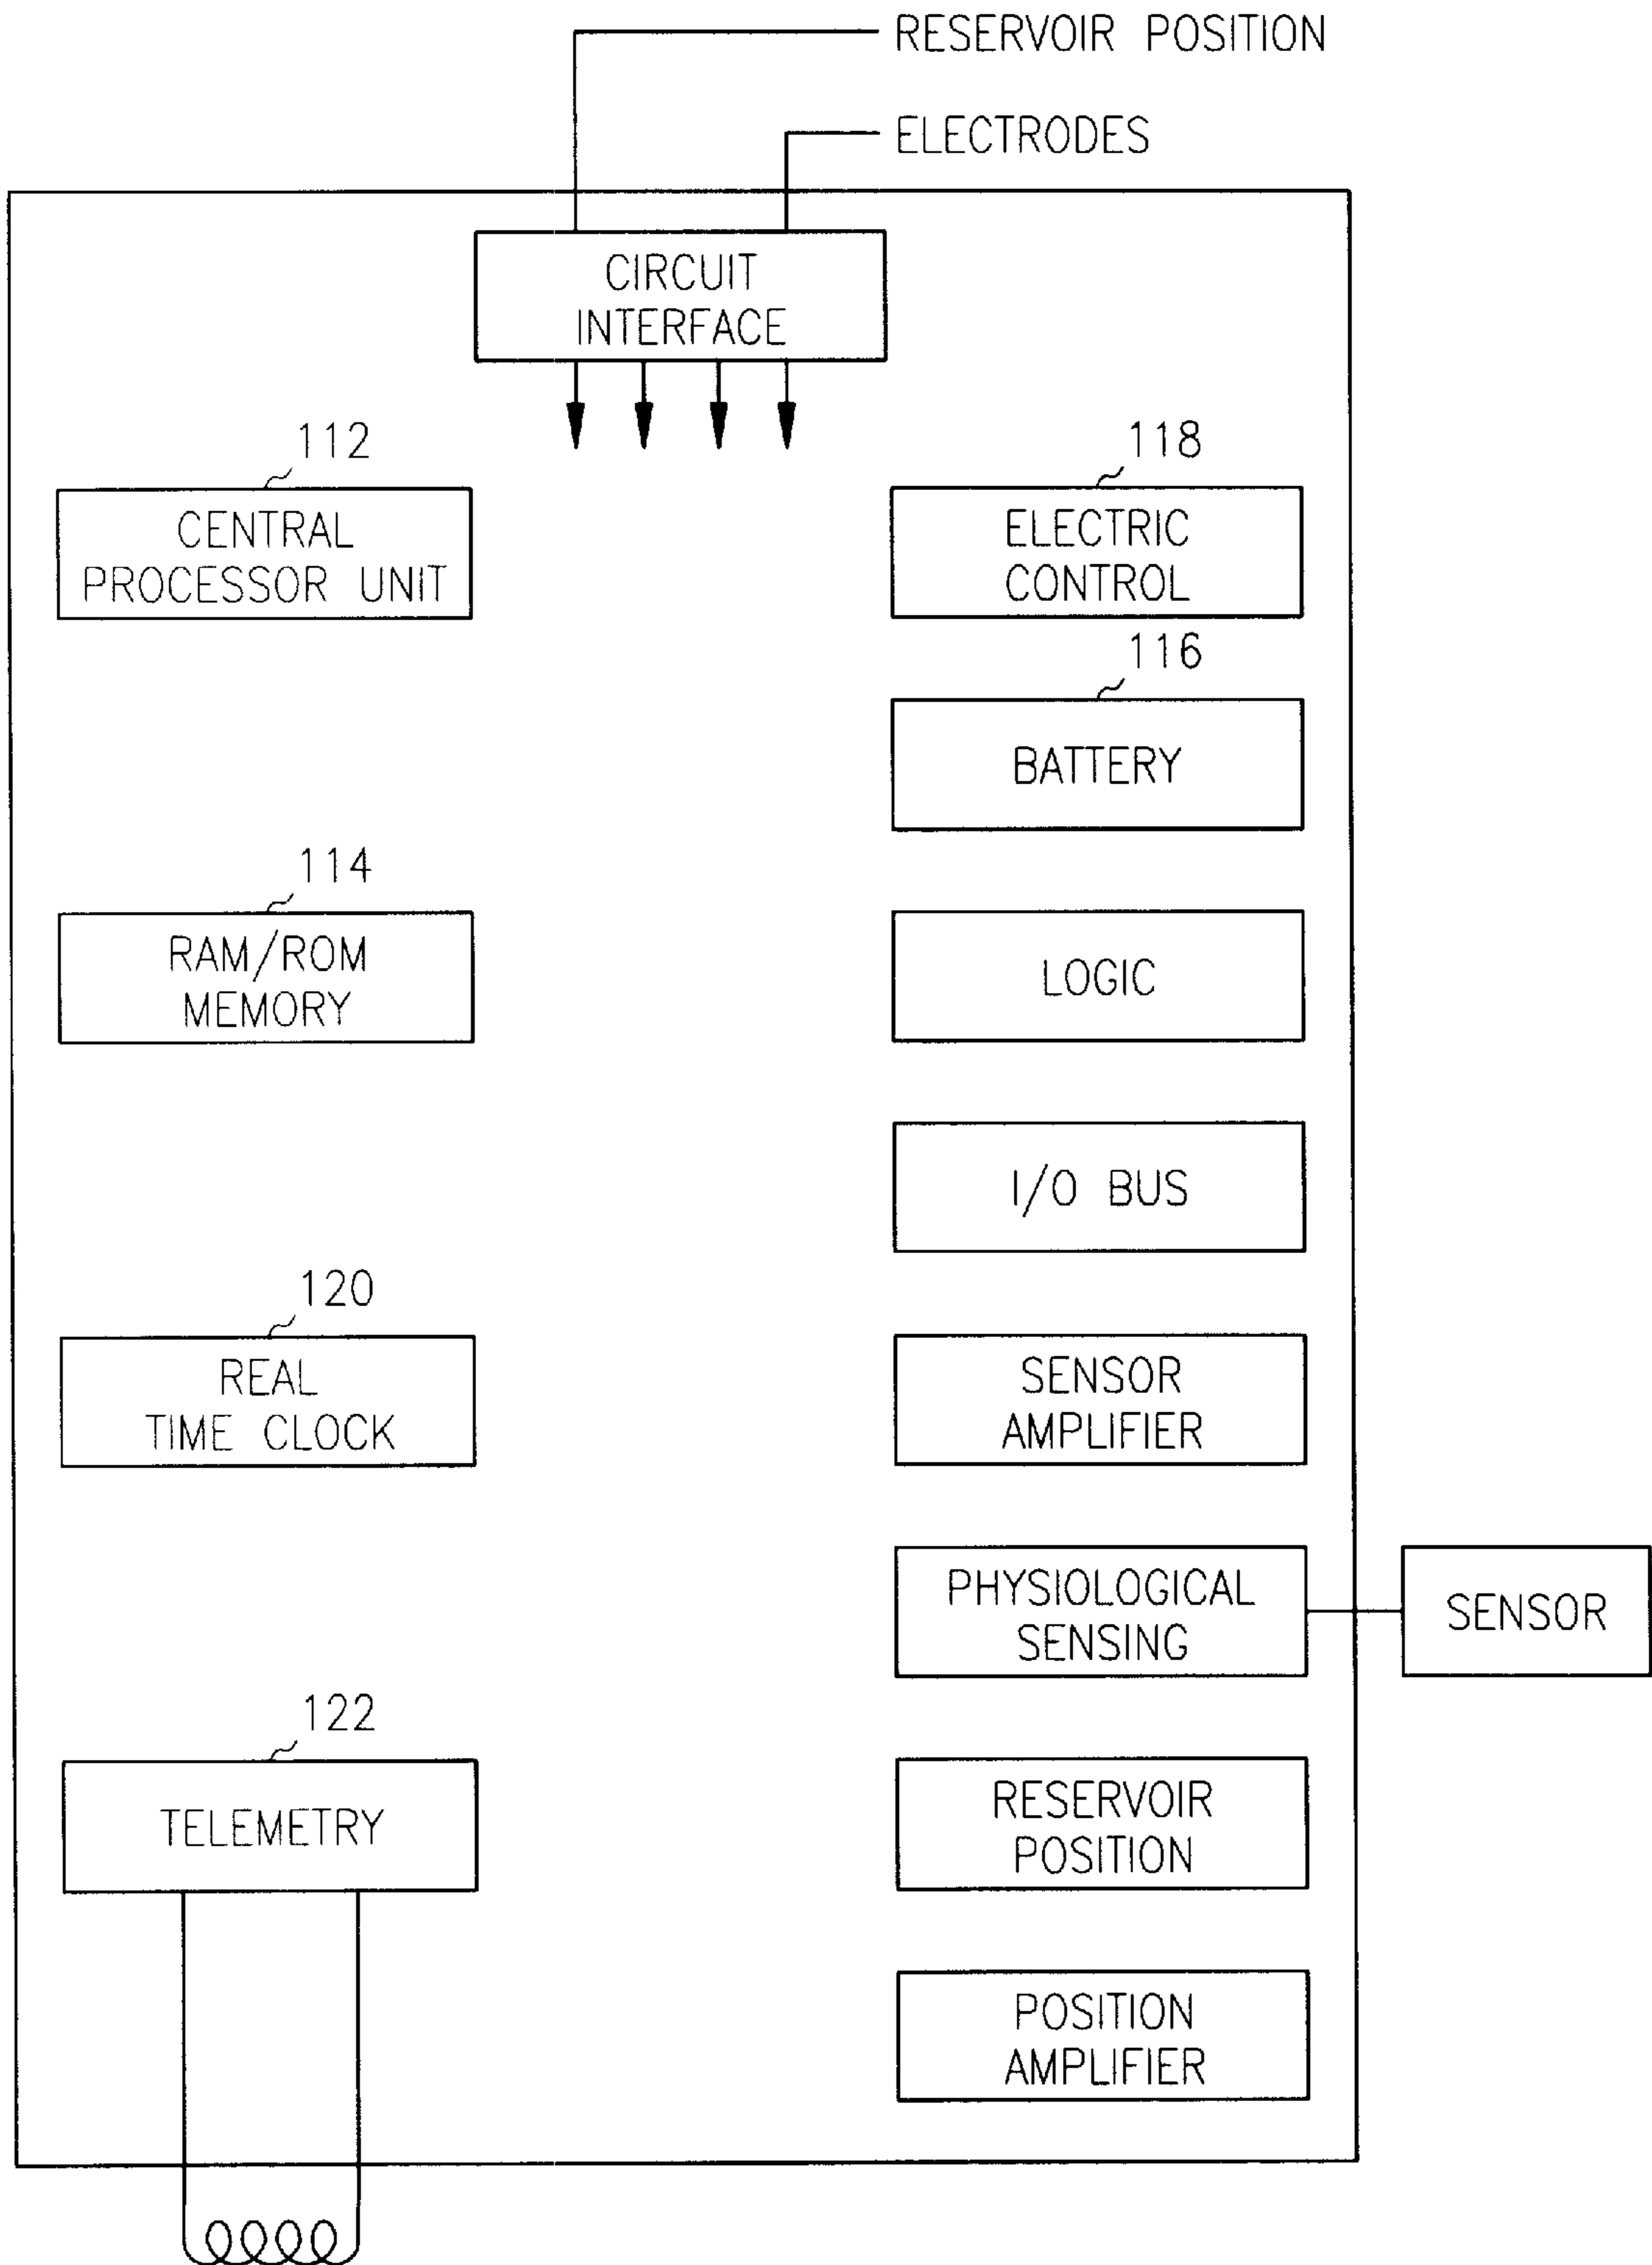 RESERVOIR POSITION
ELECTRODES
CIRCUIT
INTERFACE
112
CENTRAL
PROCESSOR UNIT
118
ELECTRIC
CONTROL
116
BATTERY
114
RAM/ROM
MEMORY
LOGIC
I/O BUS
120
REAL
TIME CLOCK
SENSOR
AMPLIFIER
PHYSIOLOGICAL
SENSING
SENSOR
122
TELEMETRY
RESERVOIR
POSITION
POSITION
AMPLIFIER